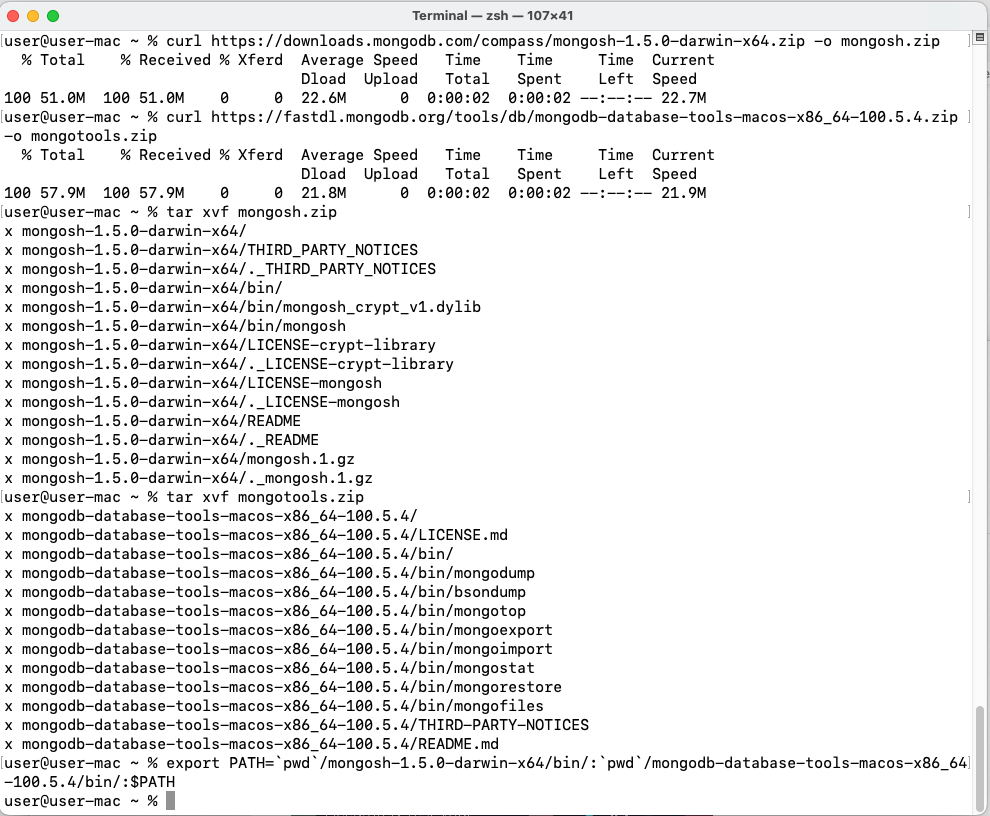 Terminal — zsh — 107×41
[user@user-mac ~ % curl https://downloads.mongodb.com/compass/mongosh-1.5.0-darwin-x64.zip -o mongosh.zip ]
% Total % Received % Xferd Average Speed Time Time Time Current
Dload Upload Total Spent Left Speed
100 51.0M 100 51.0M 0 0 22.6M 0 0:00:02 0:00:02 --:--:-- 22.7M
[user@user-mac ~ % curl https://fastdl.mongodb.org/tools/db/mongodb-database-tools-macos-x86_64-100.5.4.zip ]
-o mongotools.zip
% Total % Received % Xferd Average Speed Time Time Time Current
Dload Upload Total Spent Left Speed
100 57.9M 100 57.9M 0 0 21.8M 0 0:00:02 0:00:02 --:--:-- 21.9M
[user@user-mac ~ % tar xvf mongosh.zip ]
x mongosh-1.5.0-darwin-x64/
x mongosh-1.5.0-darwin-x64/THIRD_PARTY_NOTICES
x mongosh-1.5.0-darwin-x64/._THIRD_PARTY_NOTICES
x mongosh-1.5.0-darwin-x64/bin/
x mongosh-1.5.0-darwin-x64/bin/mongosh_crypt_v1.dylib
x mongosh-1.5.0-darwin-x64/bin/mongosh
x mongosh-1.5.0-darwin-x64/LICENSE-crypt-library
x mongosh-1.5.0-darwin-x64/._LICENSE-crypt-library
x mongosh-1.5.0-darwin-x64/LICENSE-mongosh
x mongosh-1.5.0-darwin-x64/._LICENSE-mongosh
x mongosh-1.5.0-darwin-x64/README
x mongosh-1.5.0-darwin-x64/._README
x mongosh-1.5.0-darwin-x64/mongosh.1.gz
x mongosh-1.5.0-darwin-x64/._mongosh.1.gz
[user@user-mac ~ % tar xvf mongotools.zip ]
x mongodb-database-tools-macos-x86_64-100.5.4/
x mongodb-database-tools-macos-x86_64-100.5.4/LICENSE.md
x mongodb-database-tools-macos-x86_64-100.5.4/bin/
x mongodb-database-tools-macos-x86_64-100.5.4/bin/mongodump
x mongodb-database-tools-macos-x86_64-100.5.4/bin/bsondump
x mongodb-database-tools-macos-x86_64-100.5.4/bin/mongotop
x mongodb-database-tools-macos-x86_64-100.5.4/bin/mongoexport
x mongodb-database-tools-macos-x86_64-100.5.4/bin/mongoimport
x mongodb-database-tools-macos-x86_64-100.5.4/bin/mongostat
x mongodb-database-tools-macos-x86_64-100.5.4/bin/mongorestore
x mongodb-database-tools-macos-x86_64-100.5.4/bin/mongofiles
x mongodb-database-tools-macos-x86_64-100.5.4/THIRD-PARTY-NOTICES
x mongodb-database-tools-macos-x86_64-100.5.4/README.md
[user@user-mac ~ % export PATH=`pwd`/mongosh-1.5.0-darwin-x64/bin/:`pwd`/mongodb-database-tools-macos-x86_64]
-100.5.4/bin/:$PATH
user@user-mac ~ %